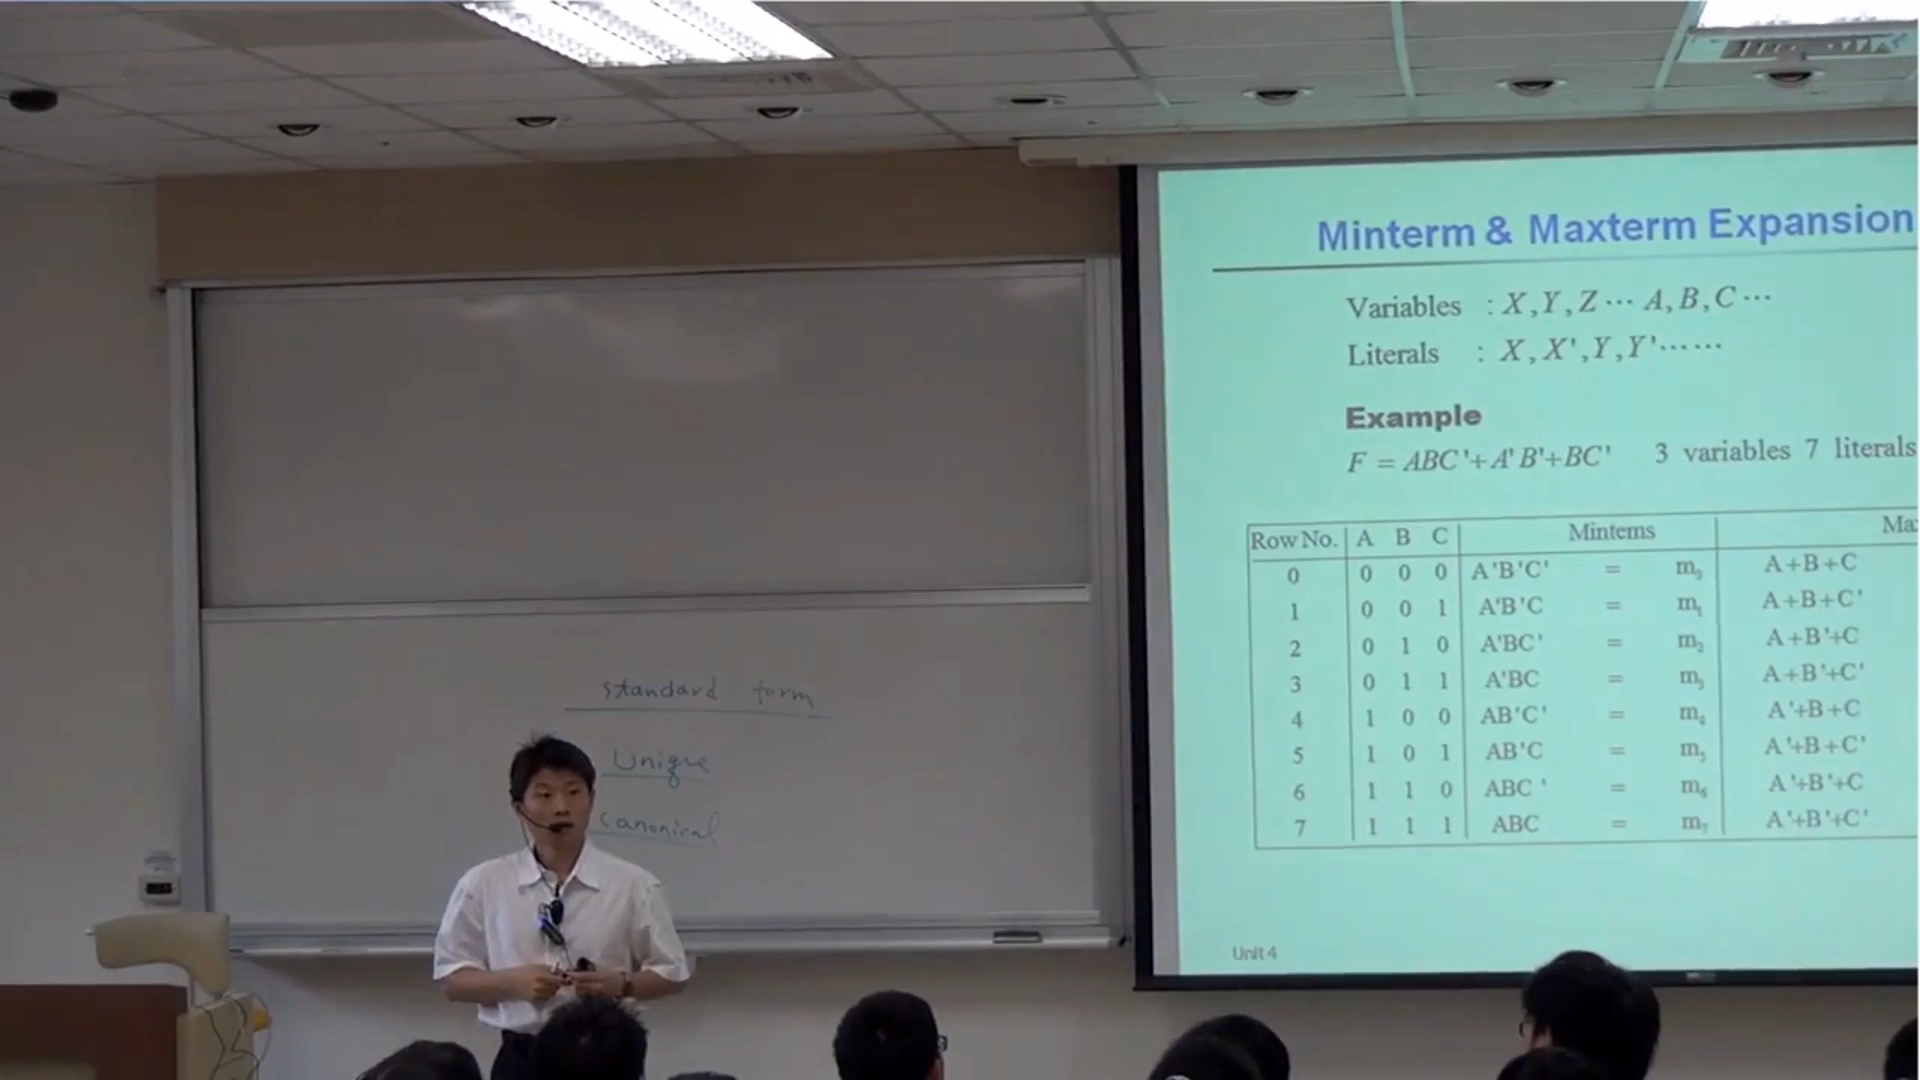 standard form
Unique
canonical
Minterm & Maxterm Expansion
Variables : X, Y, Z ··· A, B, C ···
Literals : X, X', Y, Y' ······
Example
F = ABC'+A'B'+BC' 3 variables 7 literals
Row No. A B C Mintems
0 0 0 0 A'B'C' = m₀ A+B+C
1 0 0 1 A'B'C = m₁ A+B+C'
2 0 1 0 A'BC' = m₂ A+B'+C
3 0 1 1 A'BC = m₃ A+B'+C'
4 1 0 0 AB'C' = m₄ A'+B+C
5 1 0 1 AB'C = m₅ A'+B+C'
6 1 1 0 ABC' = m₆ A'+B'+C
7 1 1 1 ABC = m₇ A'+B'+C'
Unit 4